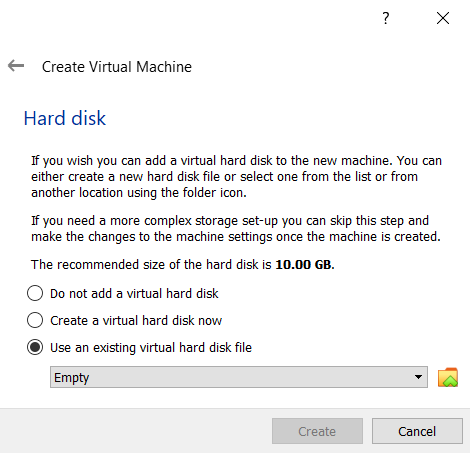 ?
Create Virtual Machine
Hard disk
If you wish you can add a virtual hard disk to the new machine. You can
either create a new hard disk file or select one from the list or from
another location using the folder icon.
If you need a more complex storage set-up you can skip this step and
make the changes to the machine settings once the machine is created.
The recommended size of the hard disk is 10.00 GB.
Do not add a virtual hard disk
Create a virtual hard disk now
Use an existing virtual hard disk file
Empty
Create Cancel